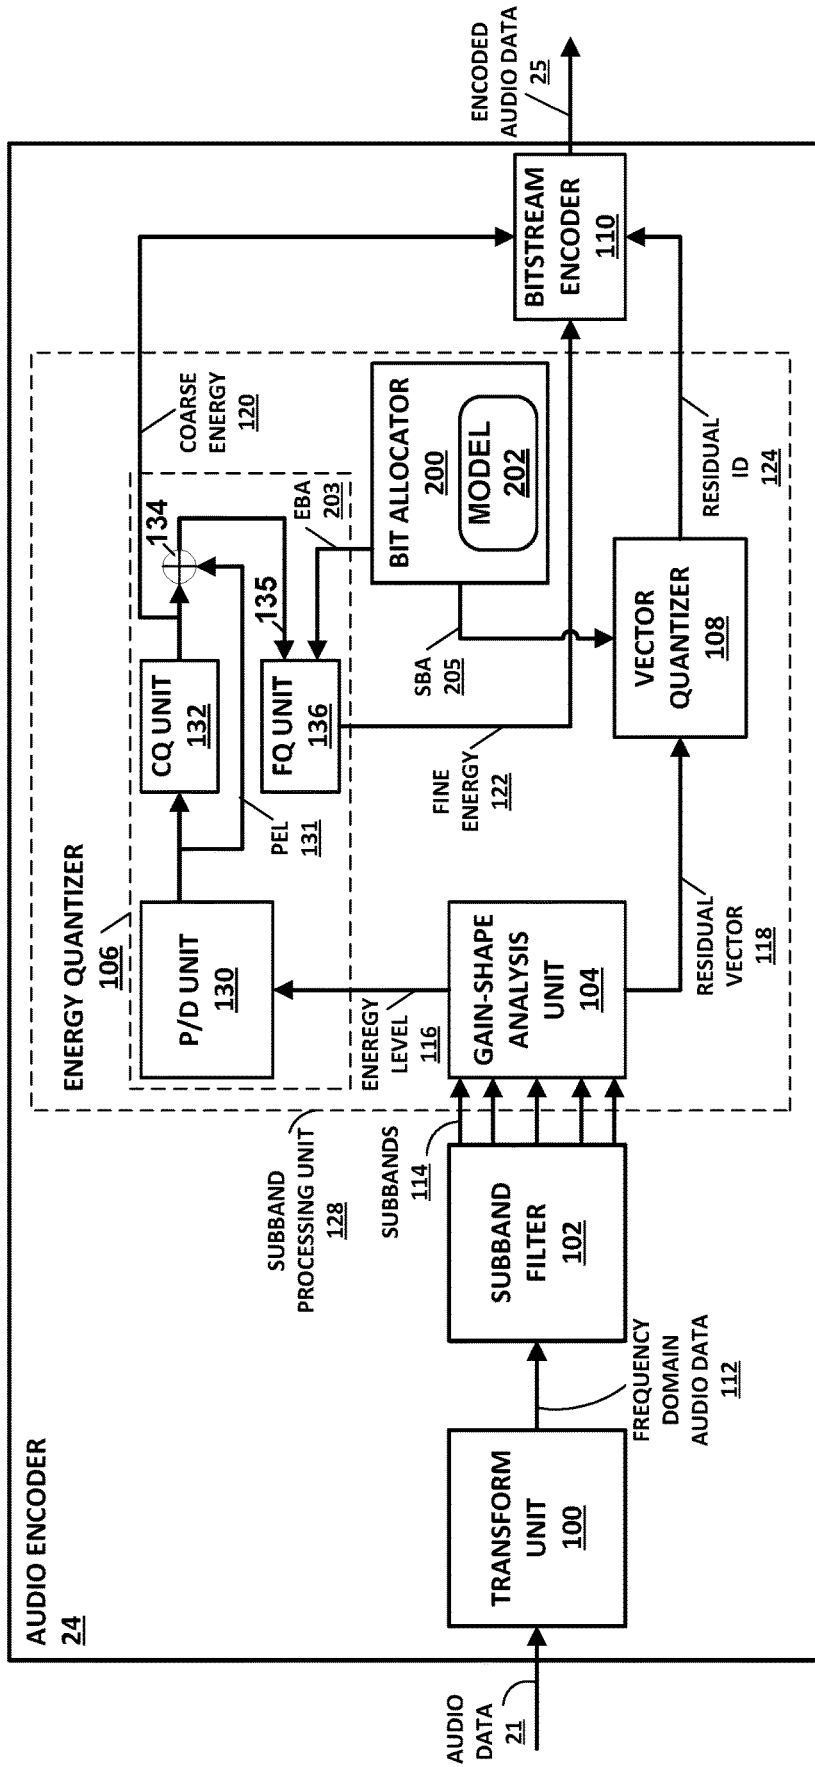 AUDIO ENCODER
24
AUDIO
DATA
21
TRANSFORM
UNIT
100
FREQUENCY
DOMAIN
AUDIO DATA
112
SUBBAND
FILTER
102
SUBBANDS
114
SUBBAND
PROCESSING UNIT
128
ENERGY QUANTIZER
106
P/D UNIT
130
ENEREGY
LEVEL
116
GAIN-SHAPE
ANALYSIS
UNIT
104
RESIDUAL
VECTOR
118
PEL
131
CQ UNIT
132
134
135
FQ UNIT
136
FINE
ENERGY
122
COARSE
ENERGY
120
EBA
203
BIT ALLOCATOR
200
MODEL
202
SBA
205
VECTOR
QUANTIZER
108
RESIDUAL
ID
124
BITSTREAM
ENCODER
110
ENCODED
AUDIO DATA
25